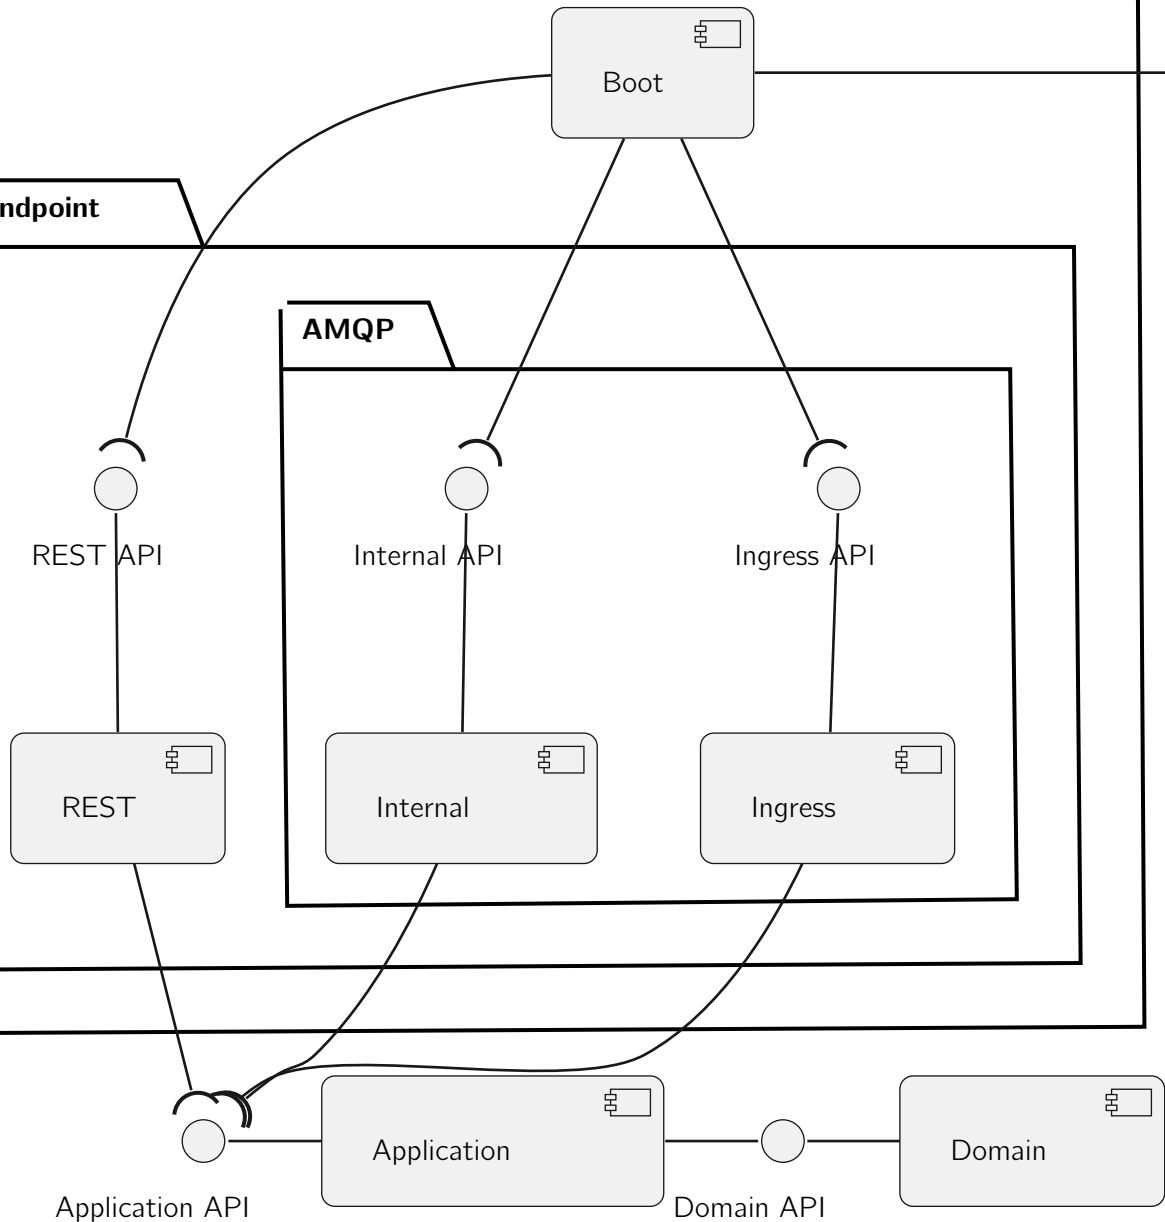 Boot
ndpoint
AMQP
REST API
Internal API
Ingress API
REST
Internal
Ingress
Application
Domain
Application API
Domain API